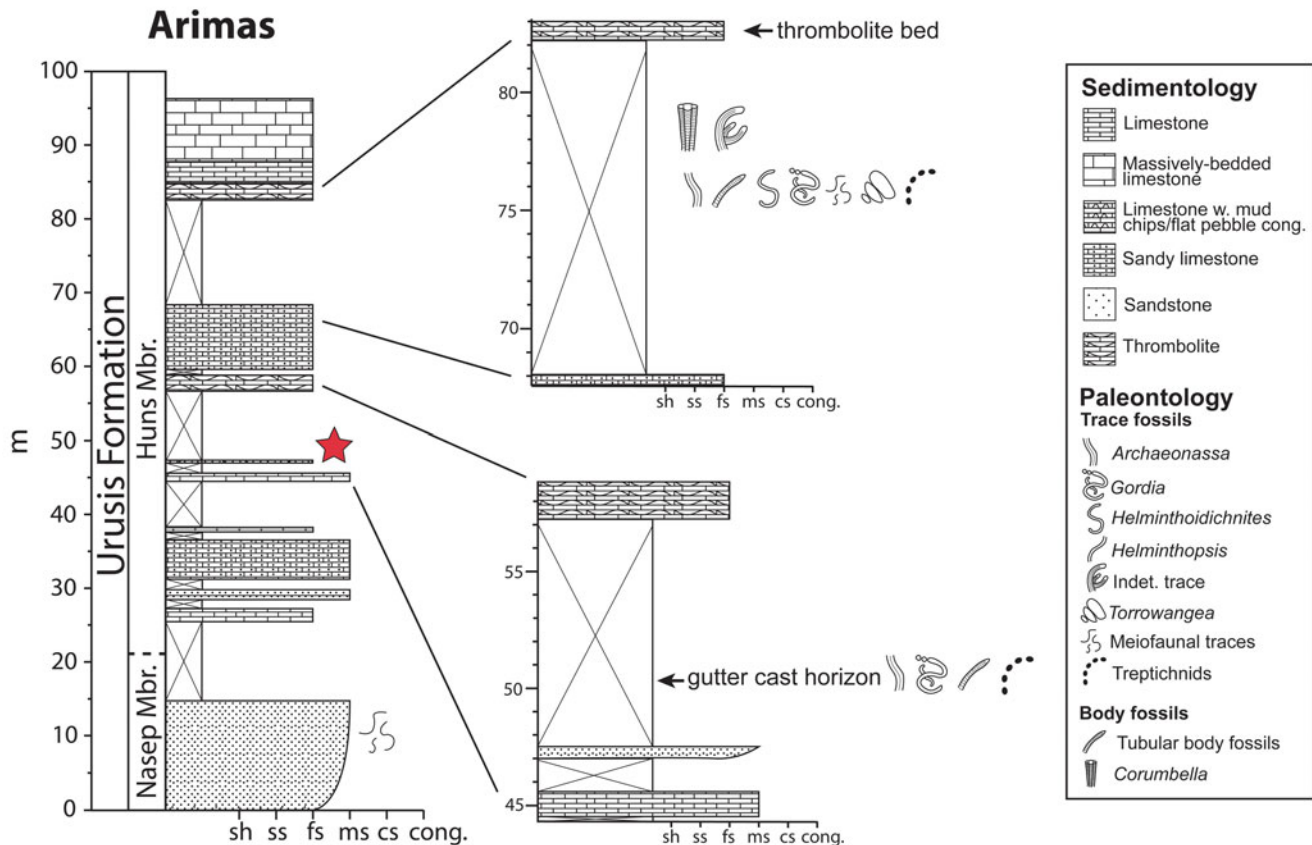 Arimas
100
90
80
70
60
50
40
30
20
10
0
m
Urusis Formation
Huns Mbr.
Nasep Mbr.
sh ss fs ms cs cong.
thrombolite bed
80
75
70
sh ss fs ms cs cong.
55
50
45
gutter cast horizon
sh ss fs ms cs cong.
Sedimentology
Limestone
Massively-bedded
limestone
Limestone w. mud
chips/flat pebble cong.
Sandy limestone
Sandstone
Thrombolite
Paleontology
Trace fossils
Archaeonassa
Gordia
Helminthoidichnites
Helminthopsis
Indet. trace
Torrowangea
Meiofaunal traces
Treptichnids
Body fossils
Tubular body fossils
Corumbella